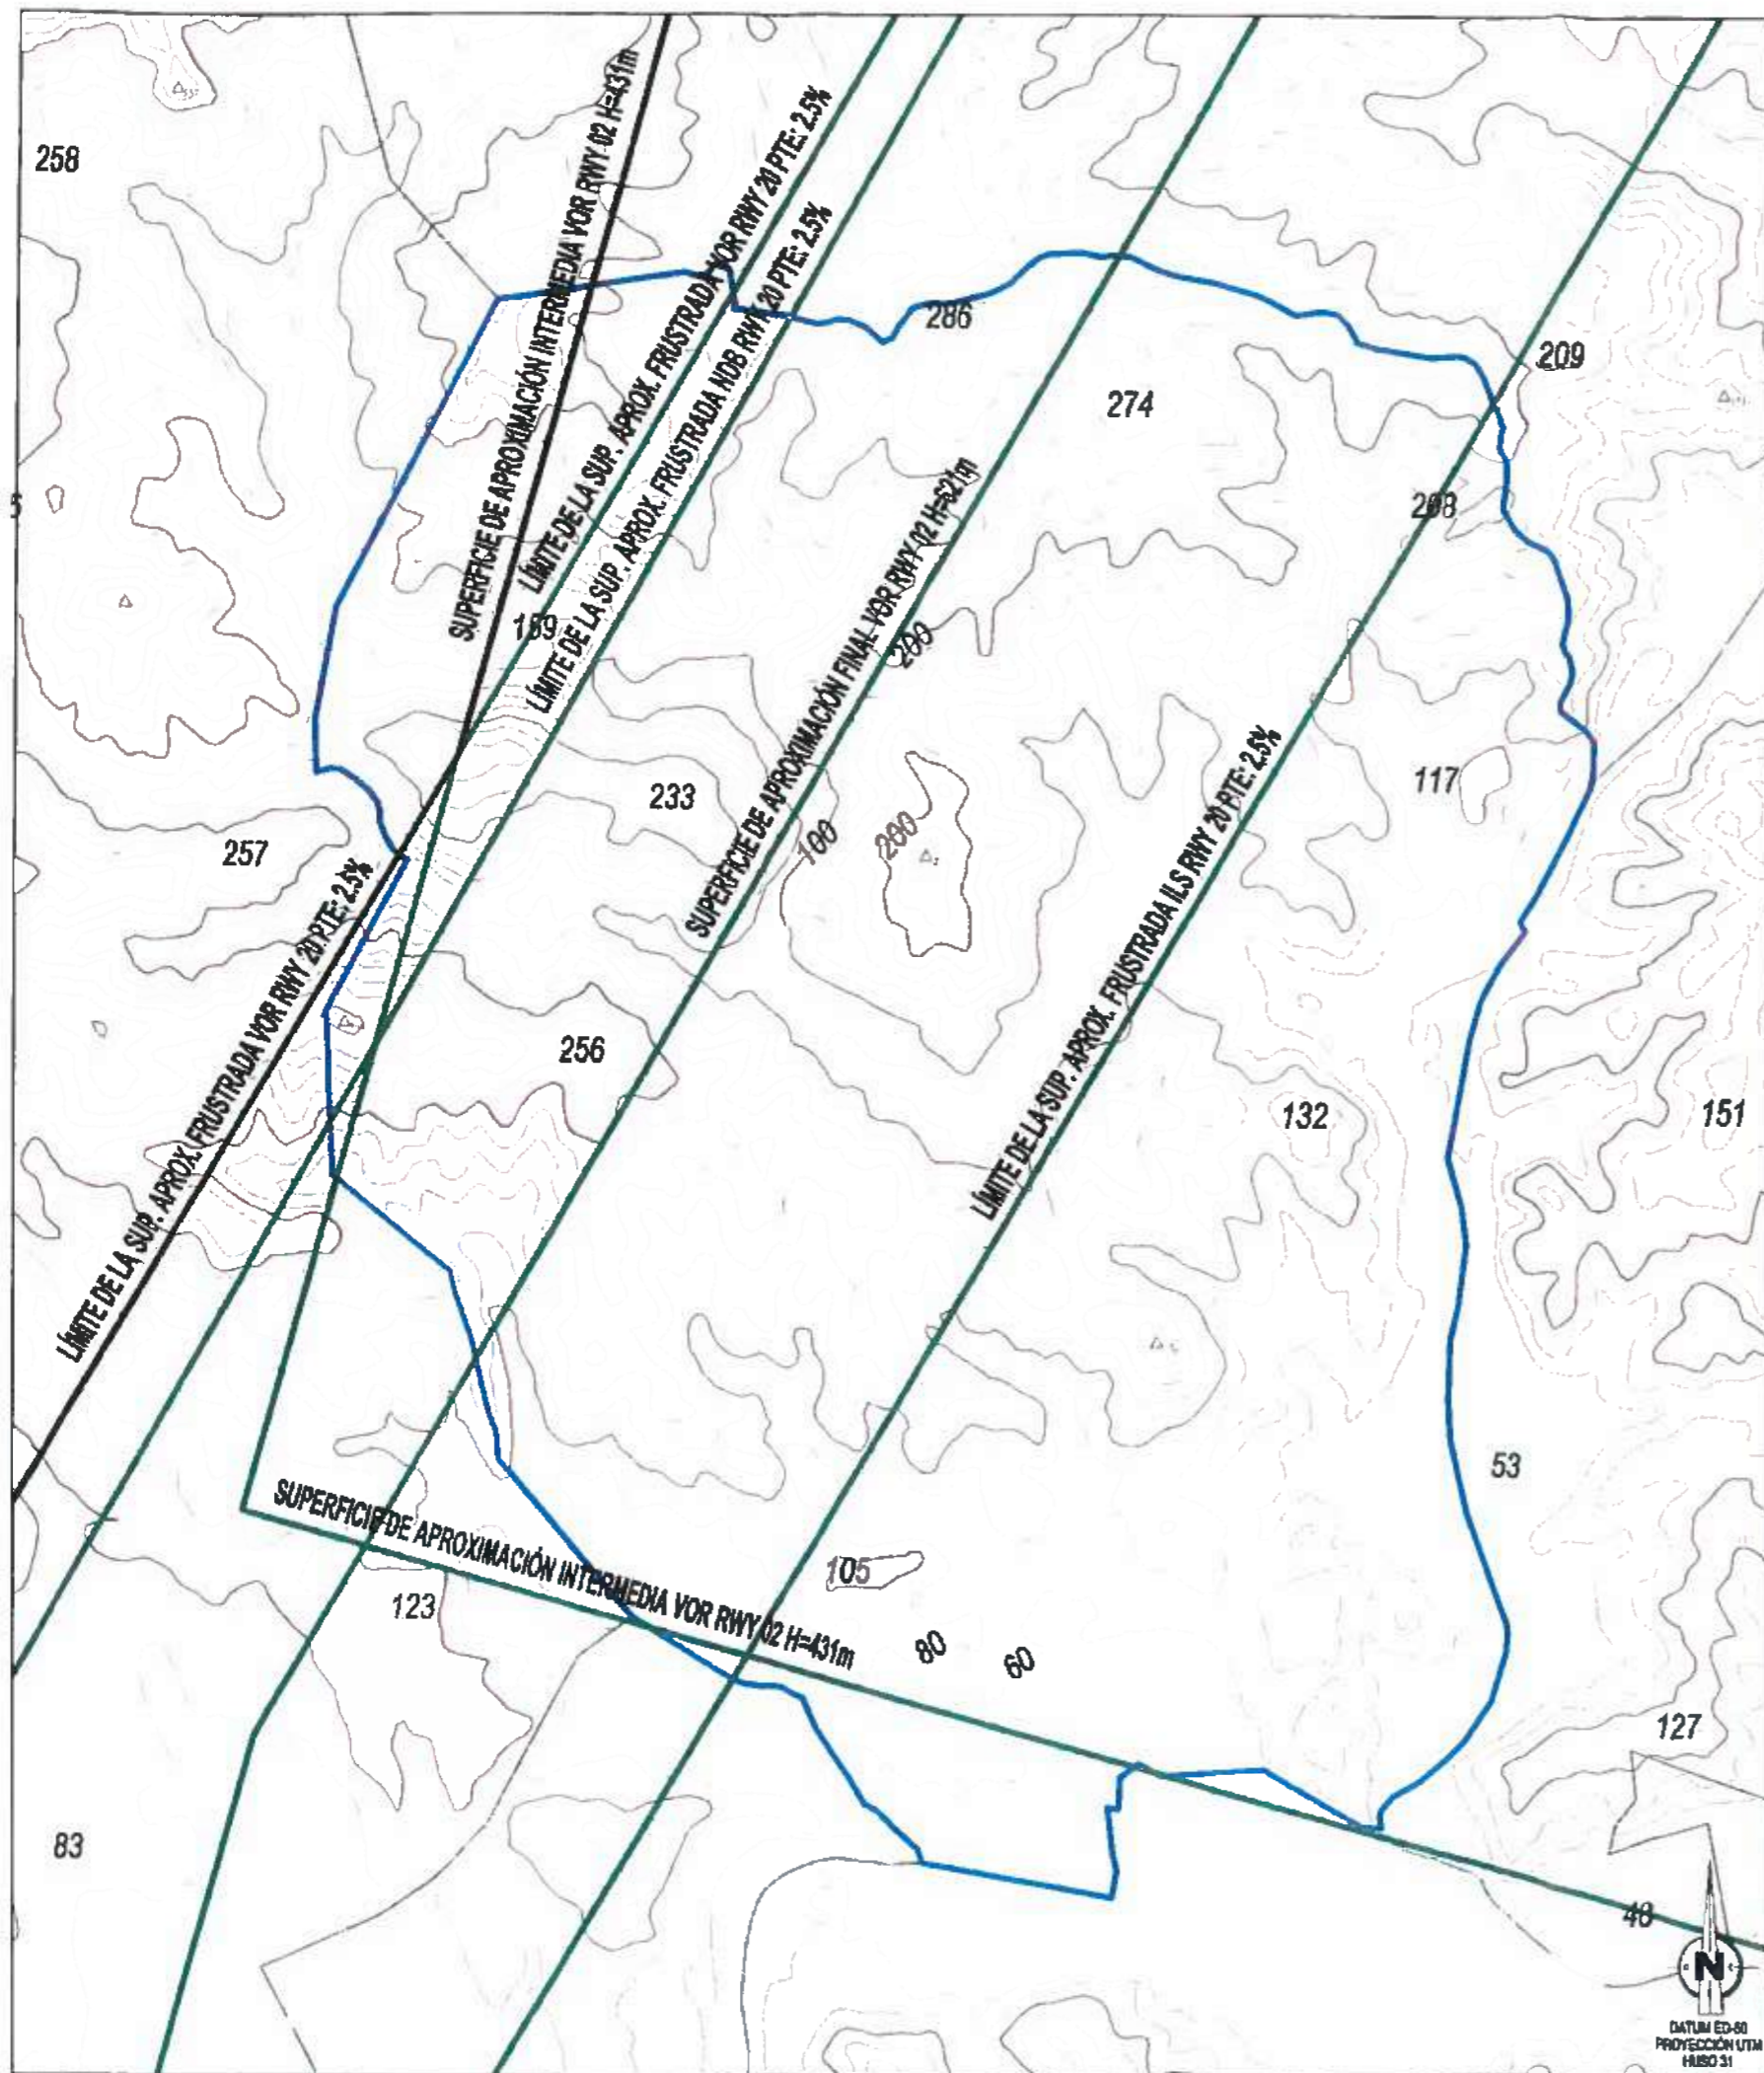 258
SUPERFICIE DE APROXIMACIÓN INTERMEDIA VOR RWY 02 H=431m
LÍMITE DE LA SUP. APROX. FRUSTRADA VOR RWY 20 PTE: 2.5%
LÍMITE DE LA SUP. APROX. FRUSTRADA NDB RWY 20 PTE: 2.5%
286
209
274
208
SUPERFICIE DE APROXIMACIÓN FINAL VOR RWY 02 H=621m
159
200
LÍMITE DE LA SUP. APROX. FRUSTRADA ILS RWY 20 PTE: 2.5%
117
233
100
200
257
LÍMITE DE LA SUP. APROX. FRUSTRADA VOR RWY 20 PTE: 2.5%
256
132
151
53
SUPERFICIE DE APROXIMACIÓN INTERMEDIA VOR RWY 02 H=431m
105
123
80
60
127
83
48
N
DATUM ED-50
PROYECCIÓN UTM
HUSO 31